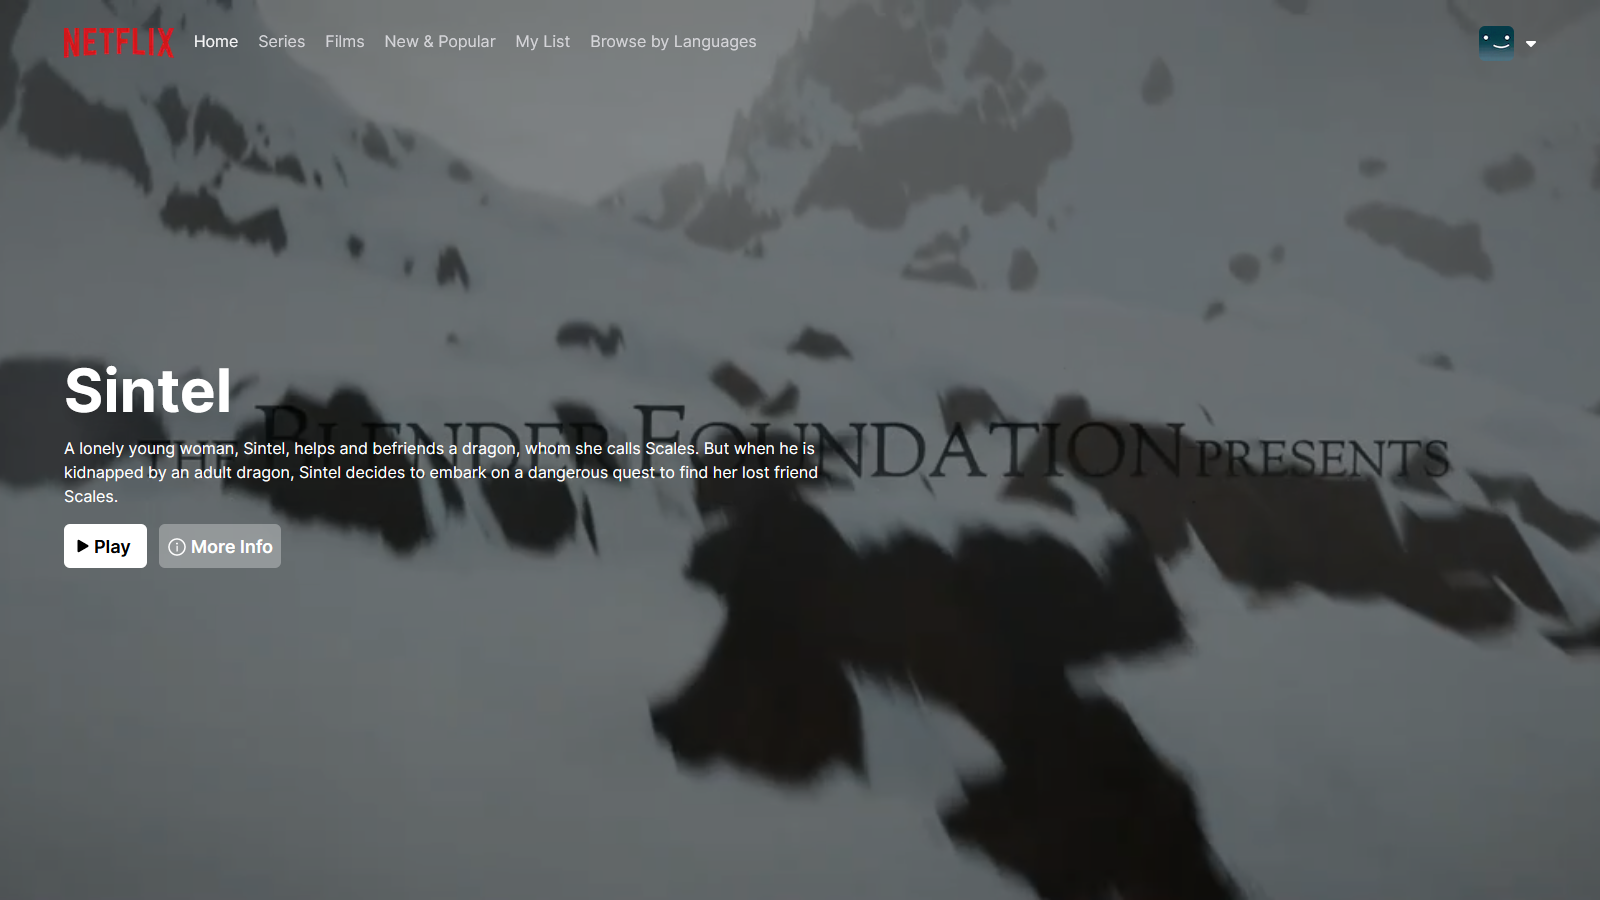 NETFLIX Home Series Films New & Popular My List Browse by Languages
Sintel
THE BLENDER FOUNDATION PRESENTS
A lonely young woman, Sintel, helps and befriends a dragon, whom she calls Scales. But when he is
kidnapped by an adult dragon, Sintel decides to embark on a dangerous quest to find her lost friend
Scales.
Play More Info